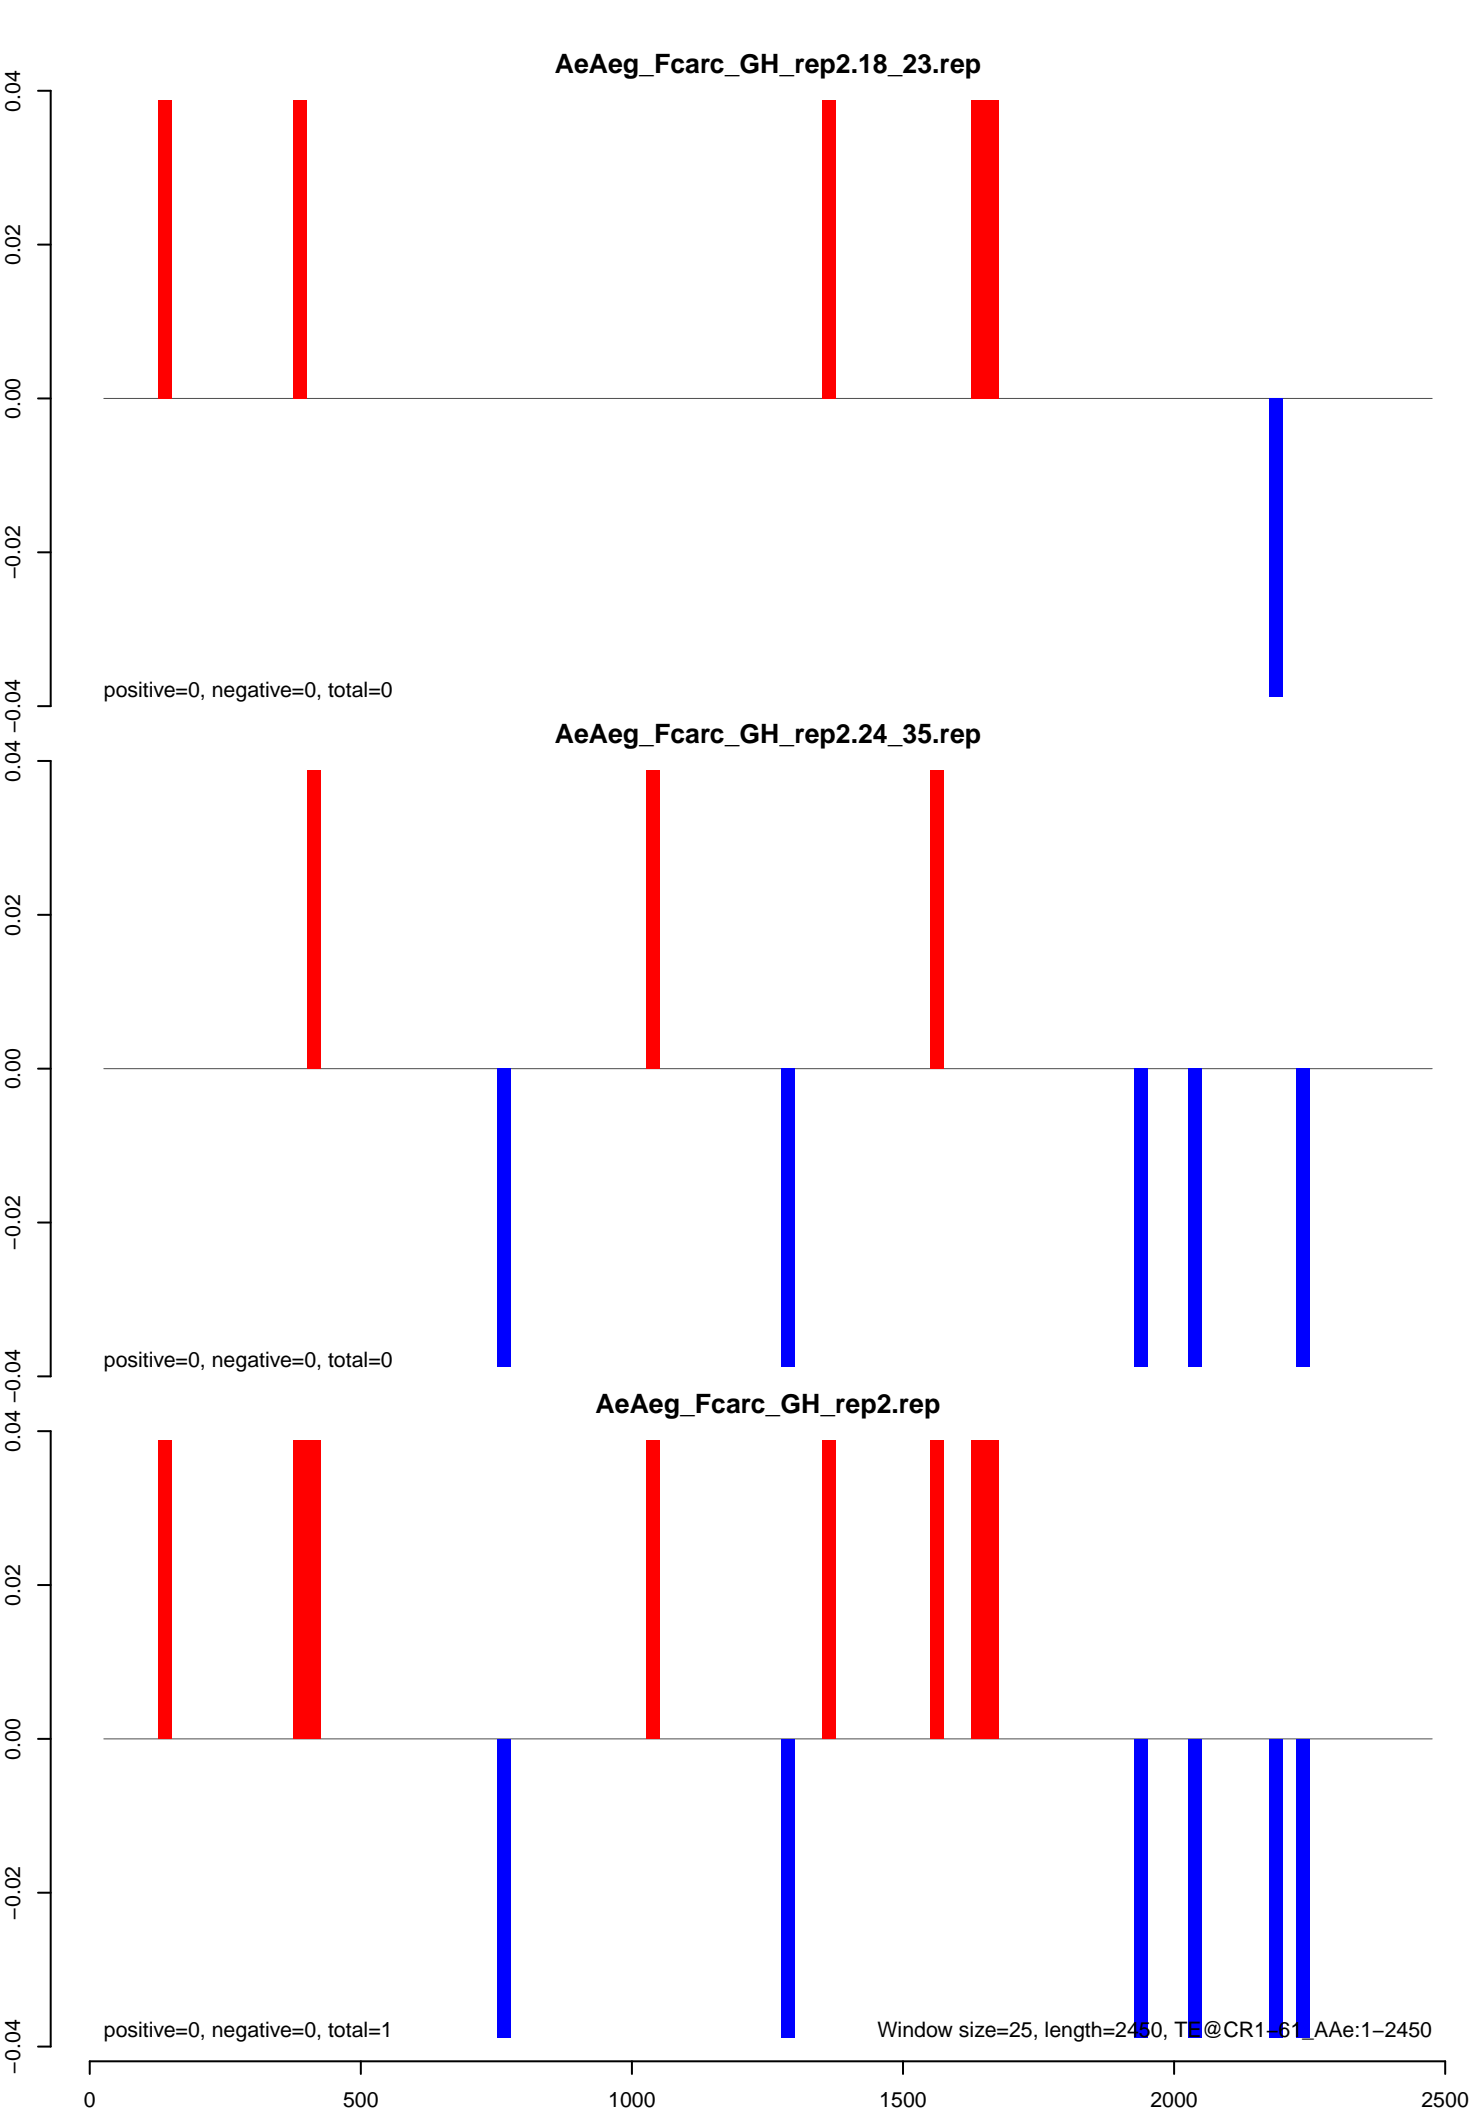 AeAeg_Fcarc_GH_rep2.18_23.rep
0.04
0.02
0.00
−0.02
−0.04
positive=0, negative=0, total=0
AeAeg_Fcarc_GH_rep2.24_35.rep
0.04
0.02
0.00
−0.02
−0.04
positive=0, negative=0, total=0
AeAeg_Fcarc_GH_rep2.rep
0.04
0.02
0.00
−0.02
−0.04
positive=0, negative=0, total=1
Window size=25, length=2450, TE@CR1−61_AAe:1−2450
0 500 1000 1500 2000 2500